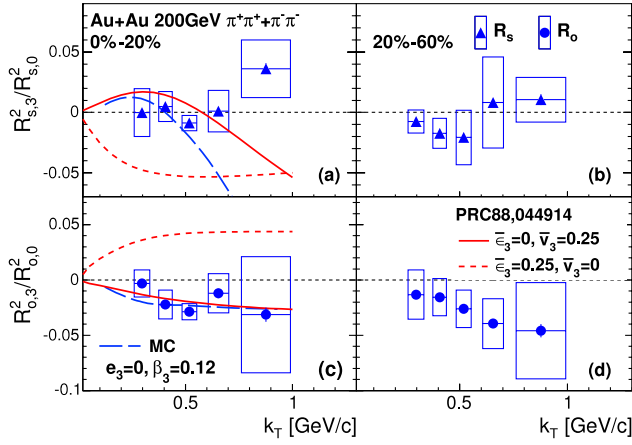 Au+Au 200GeV π⁺π⁺+π⁻π⁻
0%-20%
20%-60%
R_s
R_o
R²_{s,3}/R²_{s,0}
0.05
0
-0.05
(a)
(b)
PRC88,044914
ε̄₃=0, v̄₃=0.25
ε̄₃=0.25, v̄₃=0
R²_{o,3}/R²_{o,0}
0.05
0
-0.05
-0.1
MC
e₃=0, β₃=0.12
(c)
(d)
0.5
1
0.5
1
k_T [GeV/c]
k_T [GeV/c]